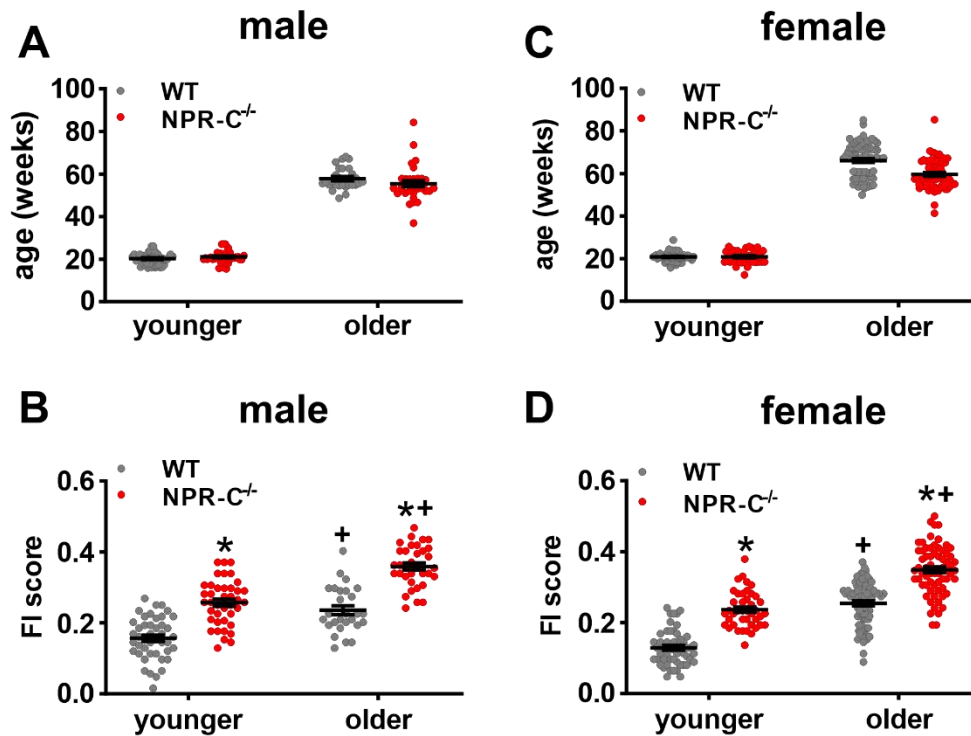 A male
WT
NPR-C-/-
100
80
60
40
20
0
age (weeks)
younger older
C female
WT
NPR-C-/-
100
80
60
40
20
0
age (weeks)
younger older
B male
WT
NPR-C-/-
0.6
0.4
0.2
0.0
FI score
* + *+
younger older
D female
WT
NPR-C-/-
0.6
0.4
0.2
0.0
FI score
* + *+
younger older